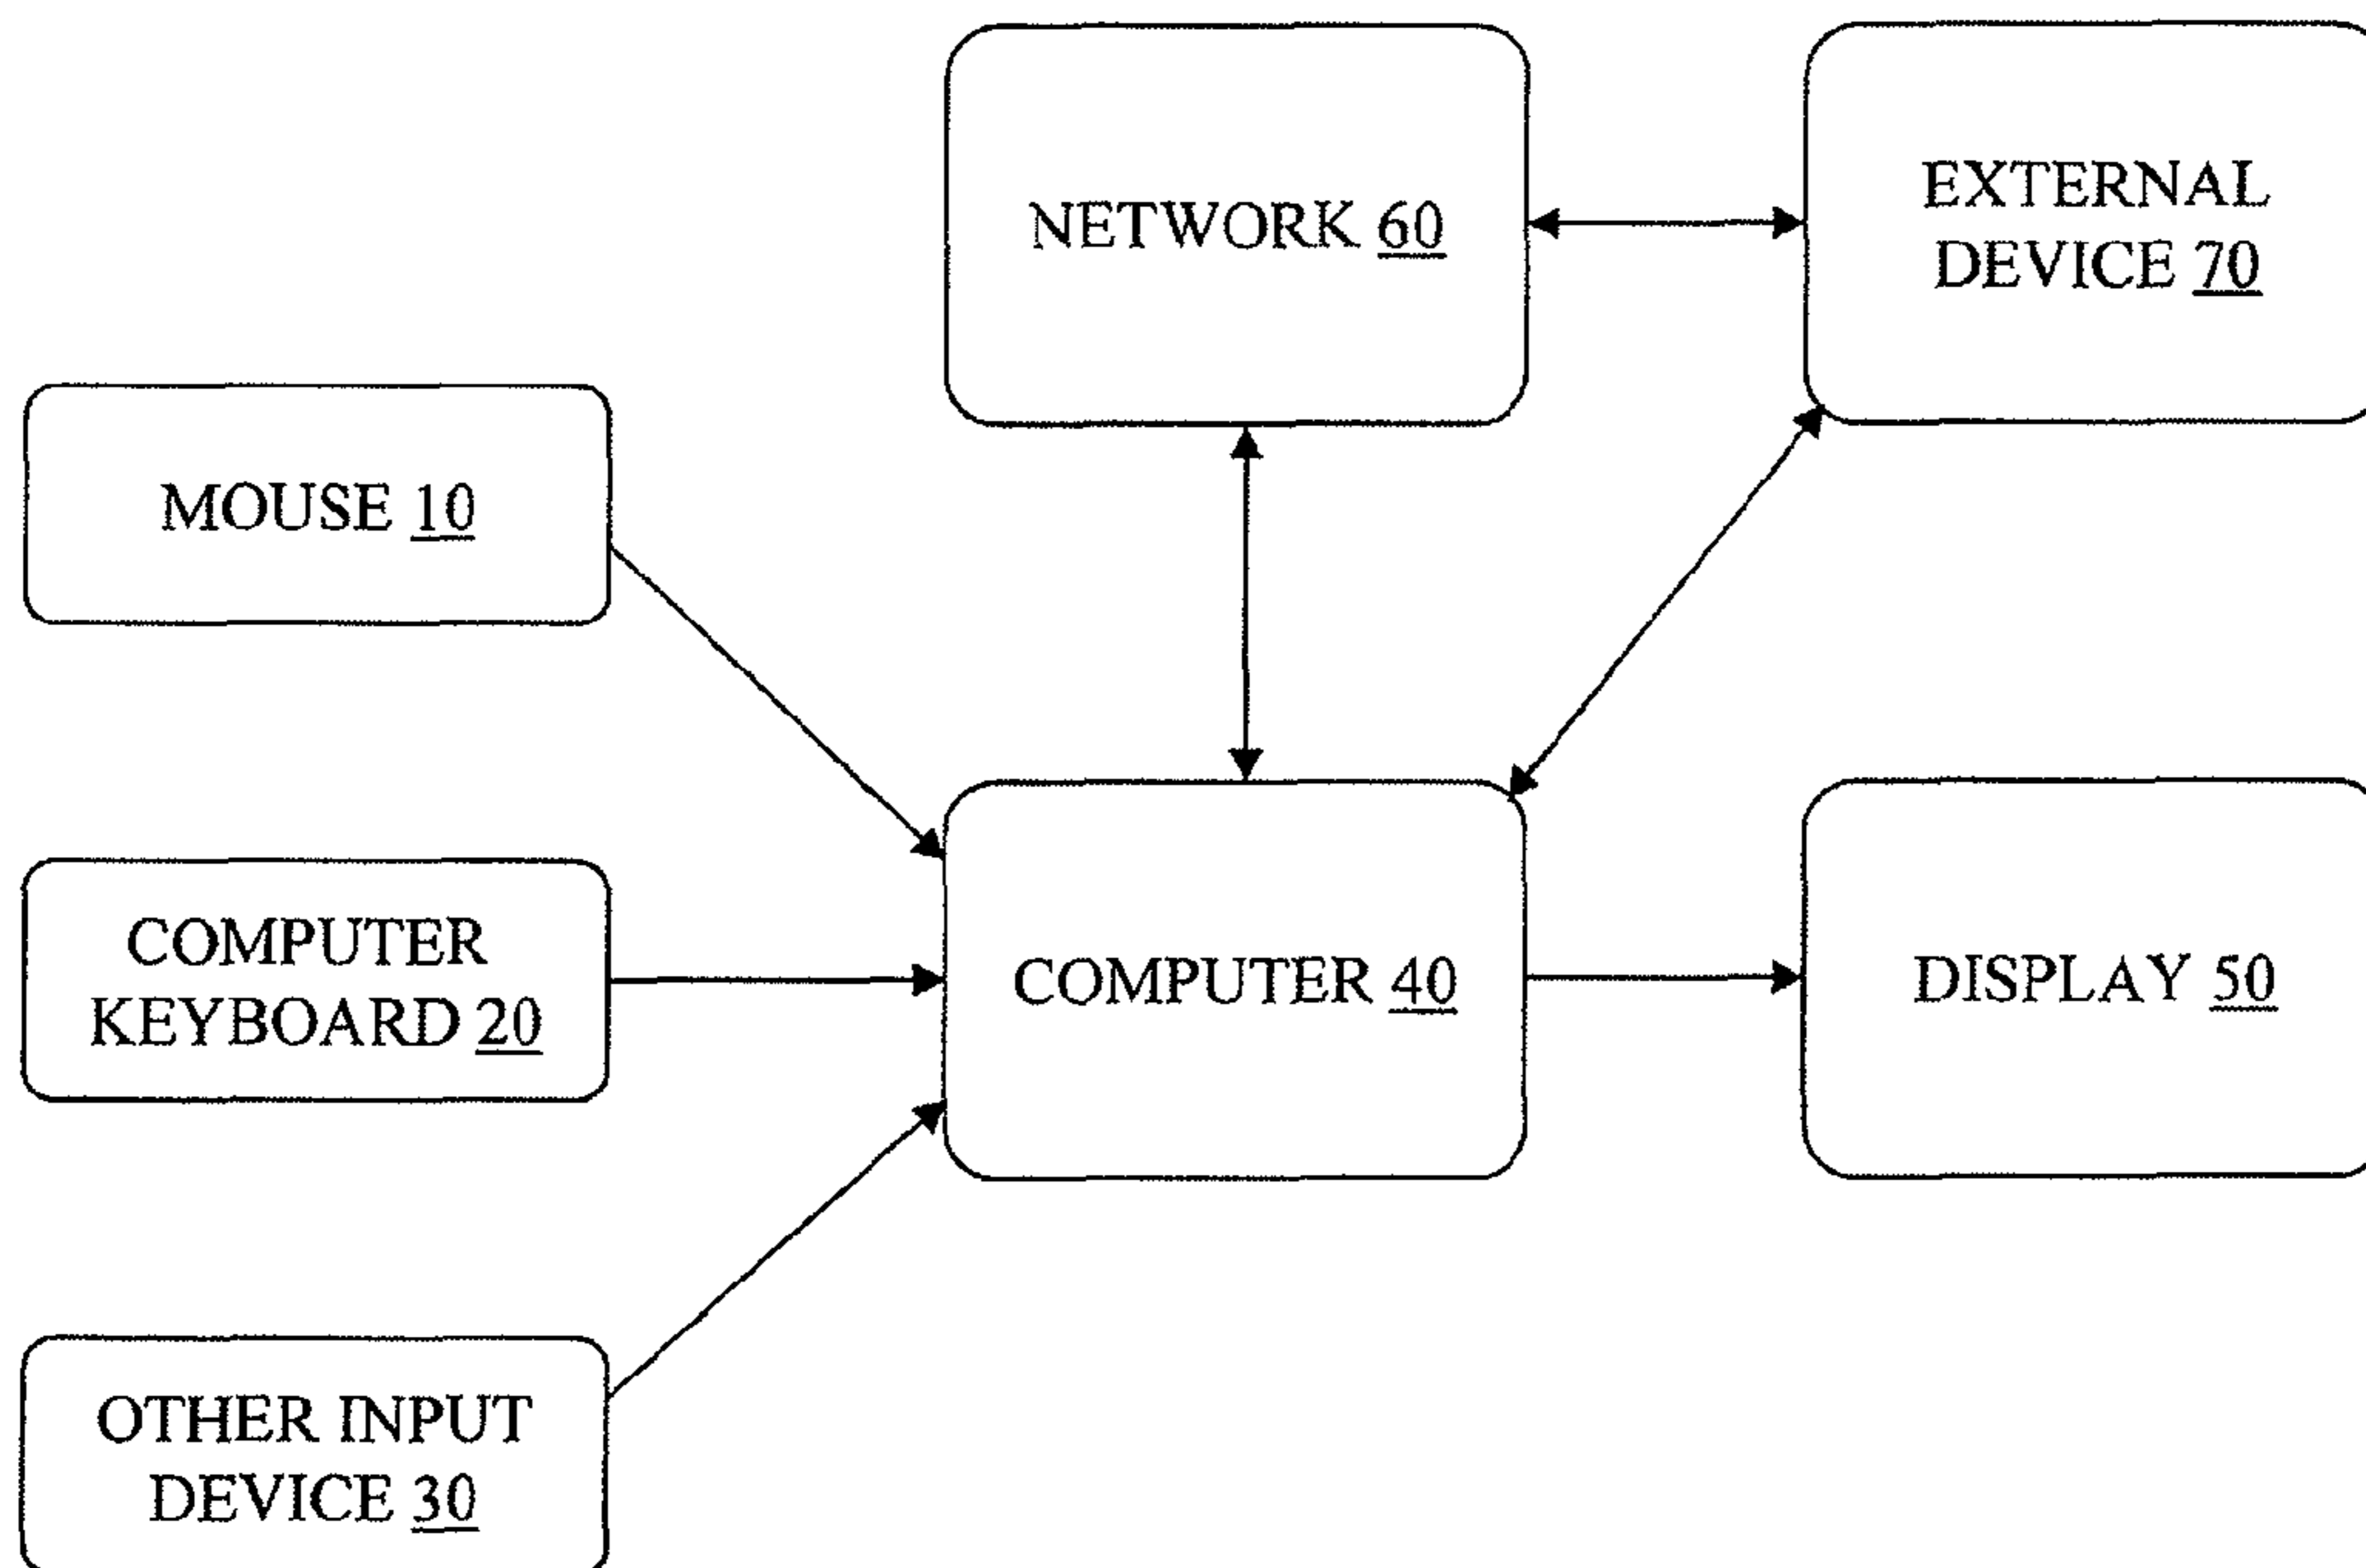 NETWORK 60
EXTERNAL
DEVICE 70
MOUSE 10
COMPUTER
KEYBOARD 20
COMPUTER 40
DISPLAY 50
OTHER INPUT
DEVICE 30